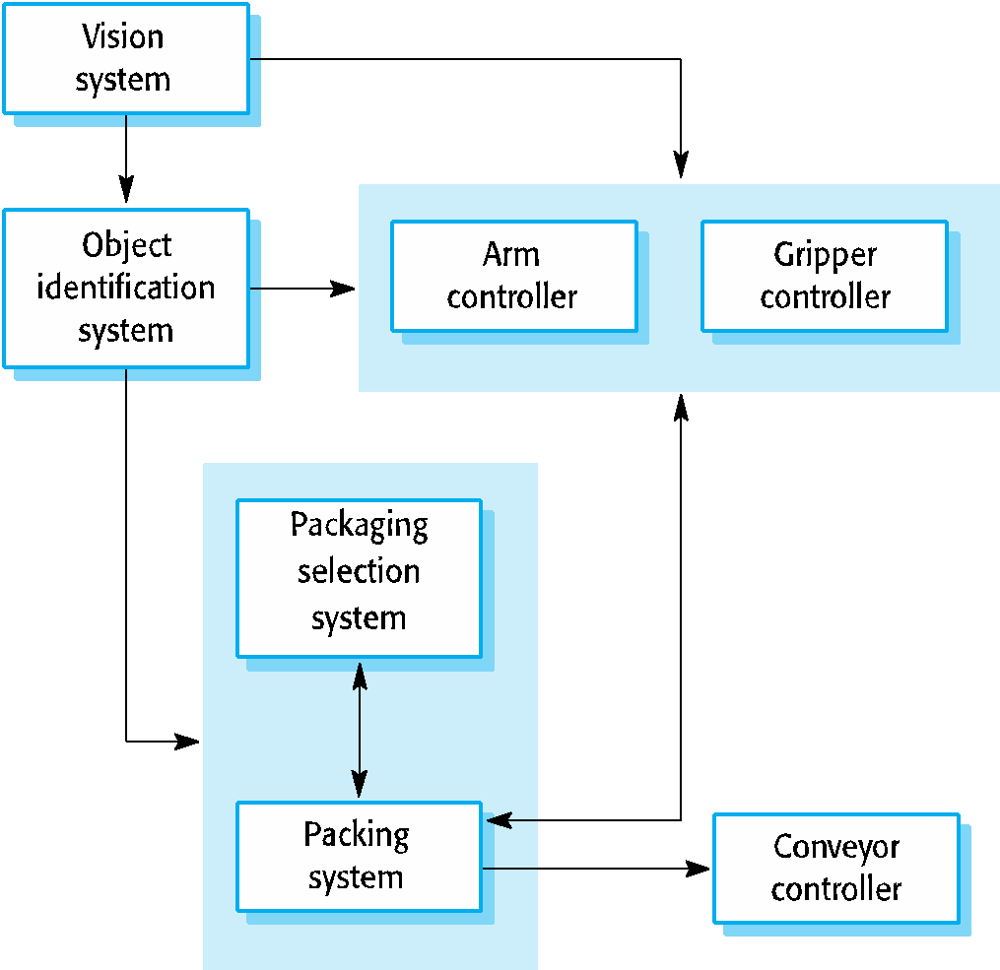 Vision
system
Object
identification
system
Arm
controller
Gripper
controller
Packaging
selection
system
Packing
system
Conveyor
controller